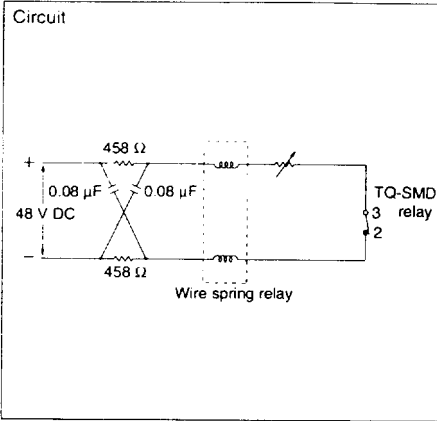 Circuit
458 Ω
+
0.08 μF
0.08 μF
48 V DC
TQ-SMD
relay
3
2
−
458 Ω
Wire spring relay